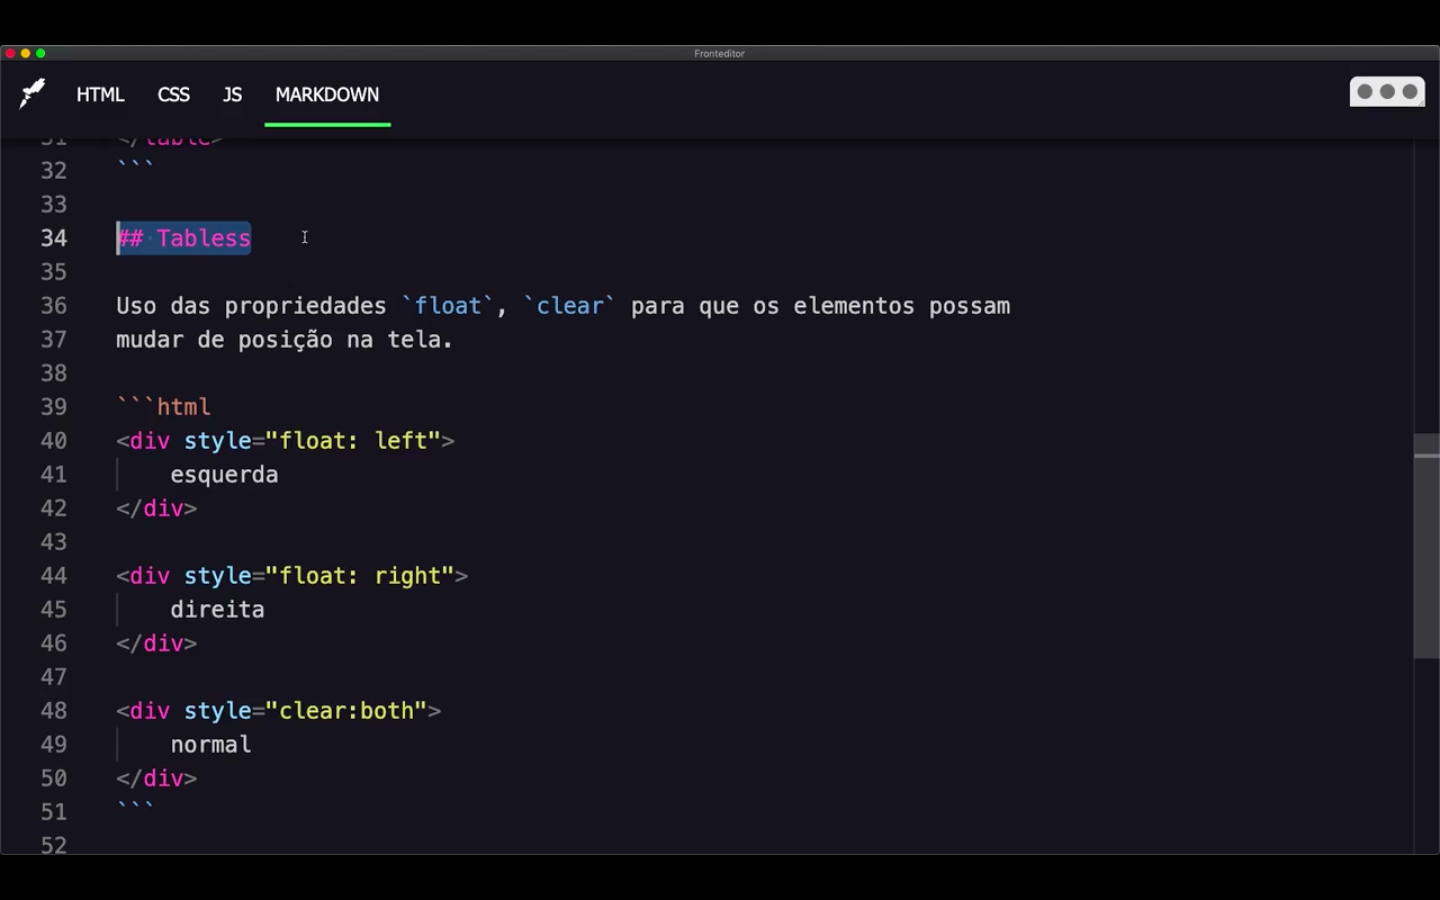 Fronteditor
HTML CSS JS MARKDOWN
31 </table>
32 ```
33
34 ## Tabless
35
36 Uso das propriedades `float`, `clear` para que os elementos possam
37 mudar de posição na tela.
38
39 ```html
40 <div style="float: left">
41 esquerda
42 </div>
43
44 <div style="float: right">
45 direita
46 </div>
47
48 <div style="clear:both">
49 normal
50 </div>
51 ```
52